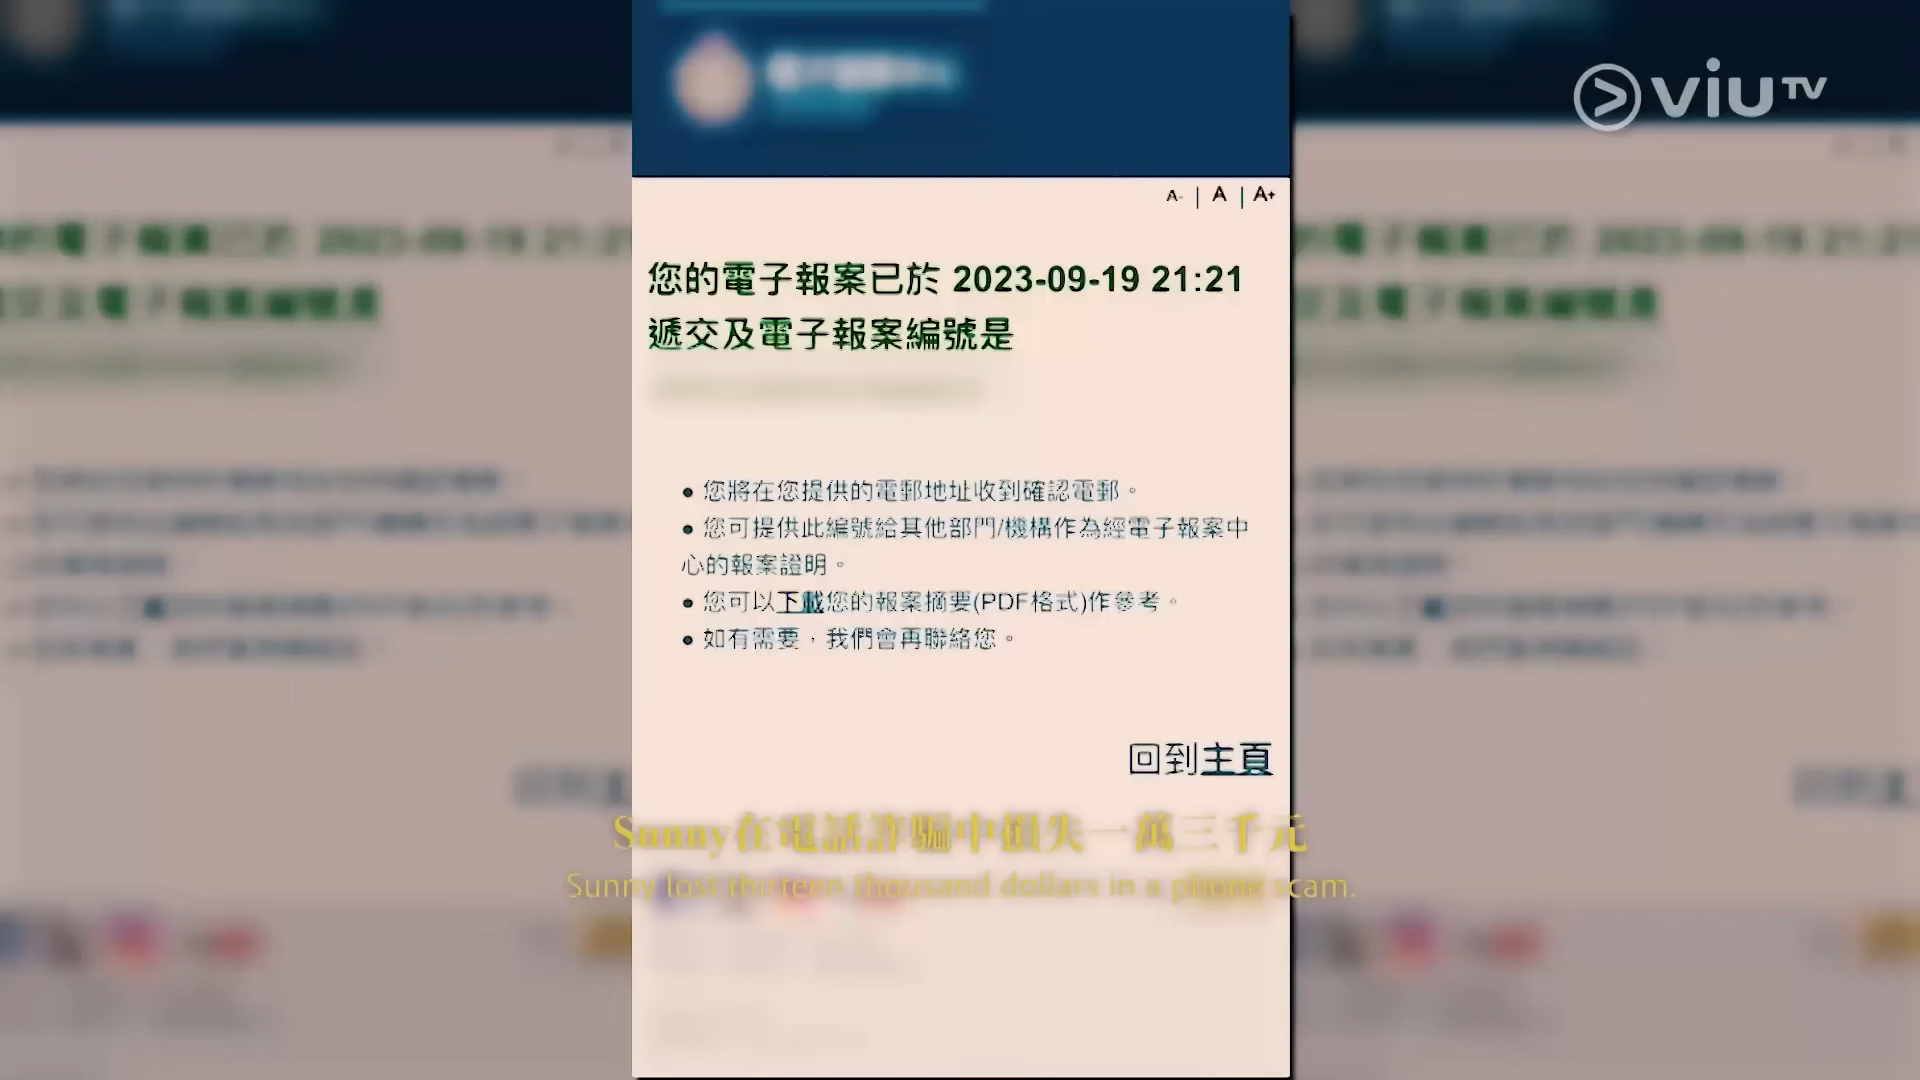 viuTV
A- | A | A+
您的電子報案已於 2023-09-19 21:21
遞交及電子報案編號是
• 您將在您提供的電郵地址收到確認電郵。
• 您可提供此編號給其他部門/機構作為經電子報案中
心的報案證明。
• 您可以下載您的報案摘要(PDF格式)作參考。
• 如有需要，我們會再聯絡您。
回到主頁
Sunny在電話詐騙中損失一萬三千元
Sunny lost thirteen thousand dollars in a phone scam.